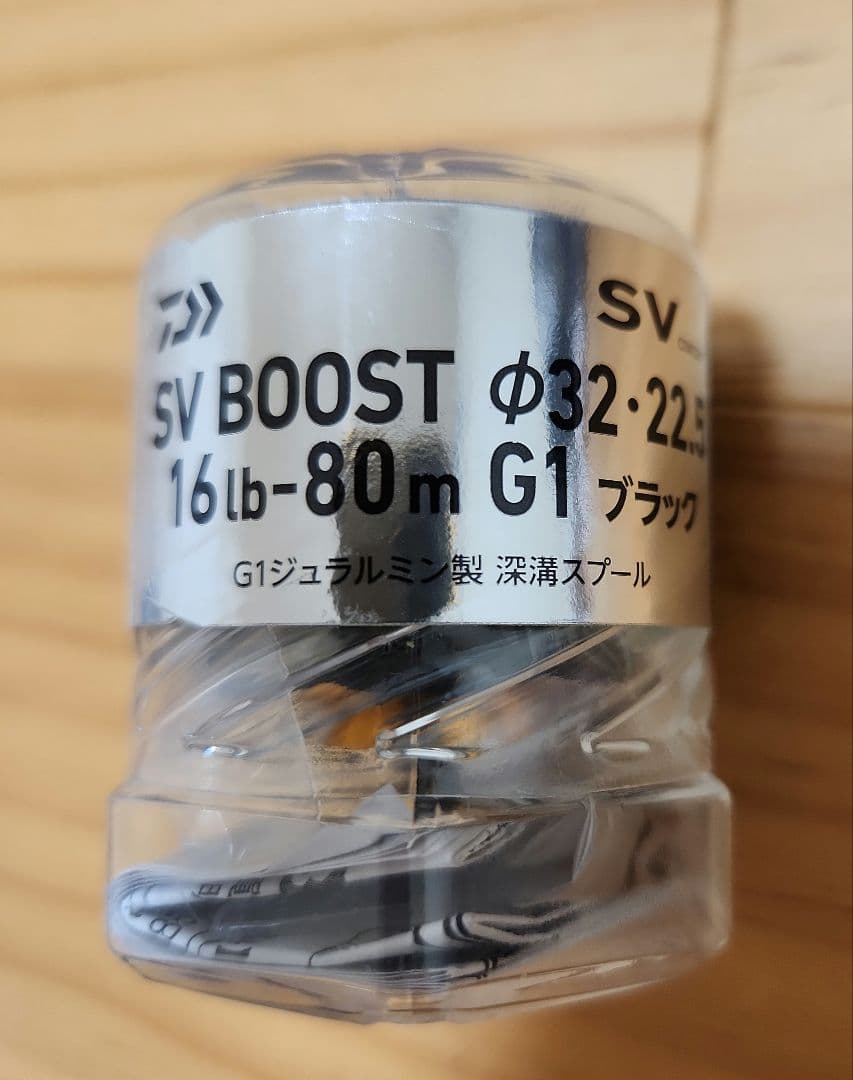 SV
SV BOOST Φ32・22.5
16lb-80m G1 ブラック
G1ジュラルミン製 深溝スプール